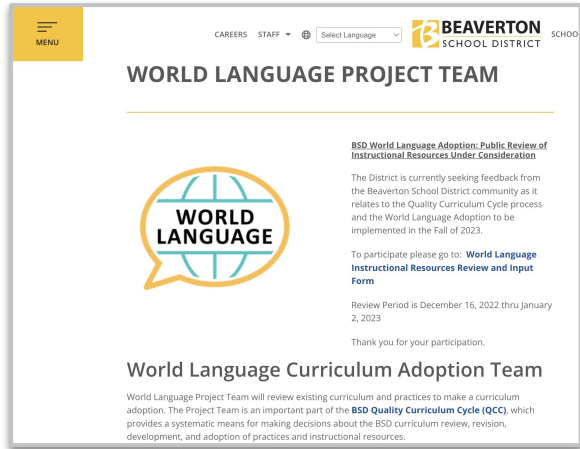 MENU
CAREERS STAFF Select Language BEAVERTON
SCHOOL DISTRICT SCHOO
WORLD LANGUAGE PROJECT TEAM
WORLD
LANGUAGE
BSD World Language Adoption: Public Review of
Instructional Resources Under Consideration
The District is currently seeking feedback from
the Beaverton School District community as it
relates to the Quality Curriculum Cycle process
and the World Language Adoption to be
implemented in the Fall of 2023.
To participate please go to: World Language
Instructional Resources Review and Input
Form
Review Period is December 16, 2022 thru January
2, 2023
Thank you for your participation.
World Language Curriculum Adoption Team
World Language Project Team will review existing curriculum and practices to make a curriculum
adoption. The Project Team is an important part of the BSD Quality Curriculum Cycle (QCC), which
provides a systematic means for making decisions about the BSD curriculum review, revision,
development, and adoption of practices and instructional resources.